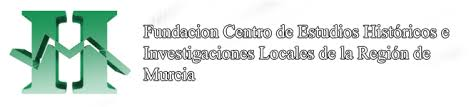 Fundacion Centro de Estudios Históricos e
Investigaciones Locales de la Región de
Murcia